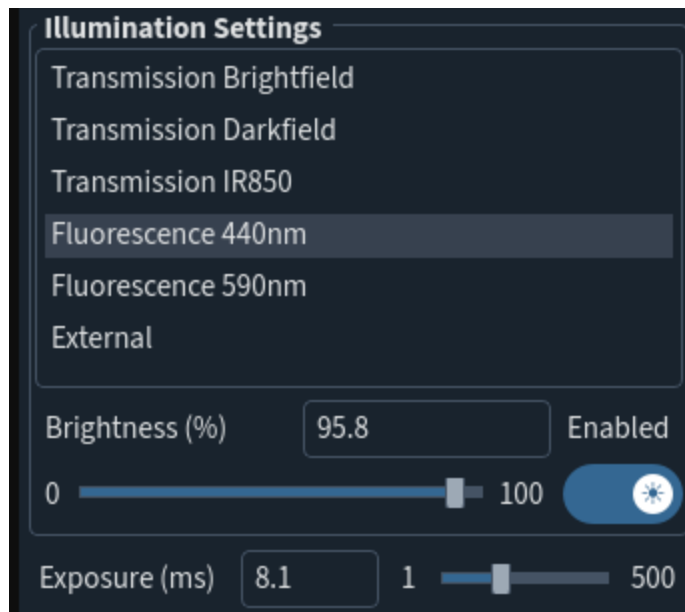 Illumination Settings
Transmission Brightfield
Transmission Darkfield
Transmission IR850
Fluorescence 440nm
Fluorescence 590nm
External
Brightness (%) 95.8 Enabled
0 100
Exposure (ms) 8.1 1 500